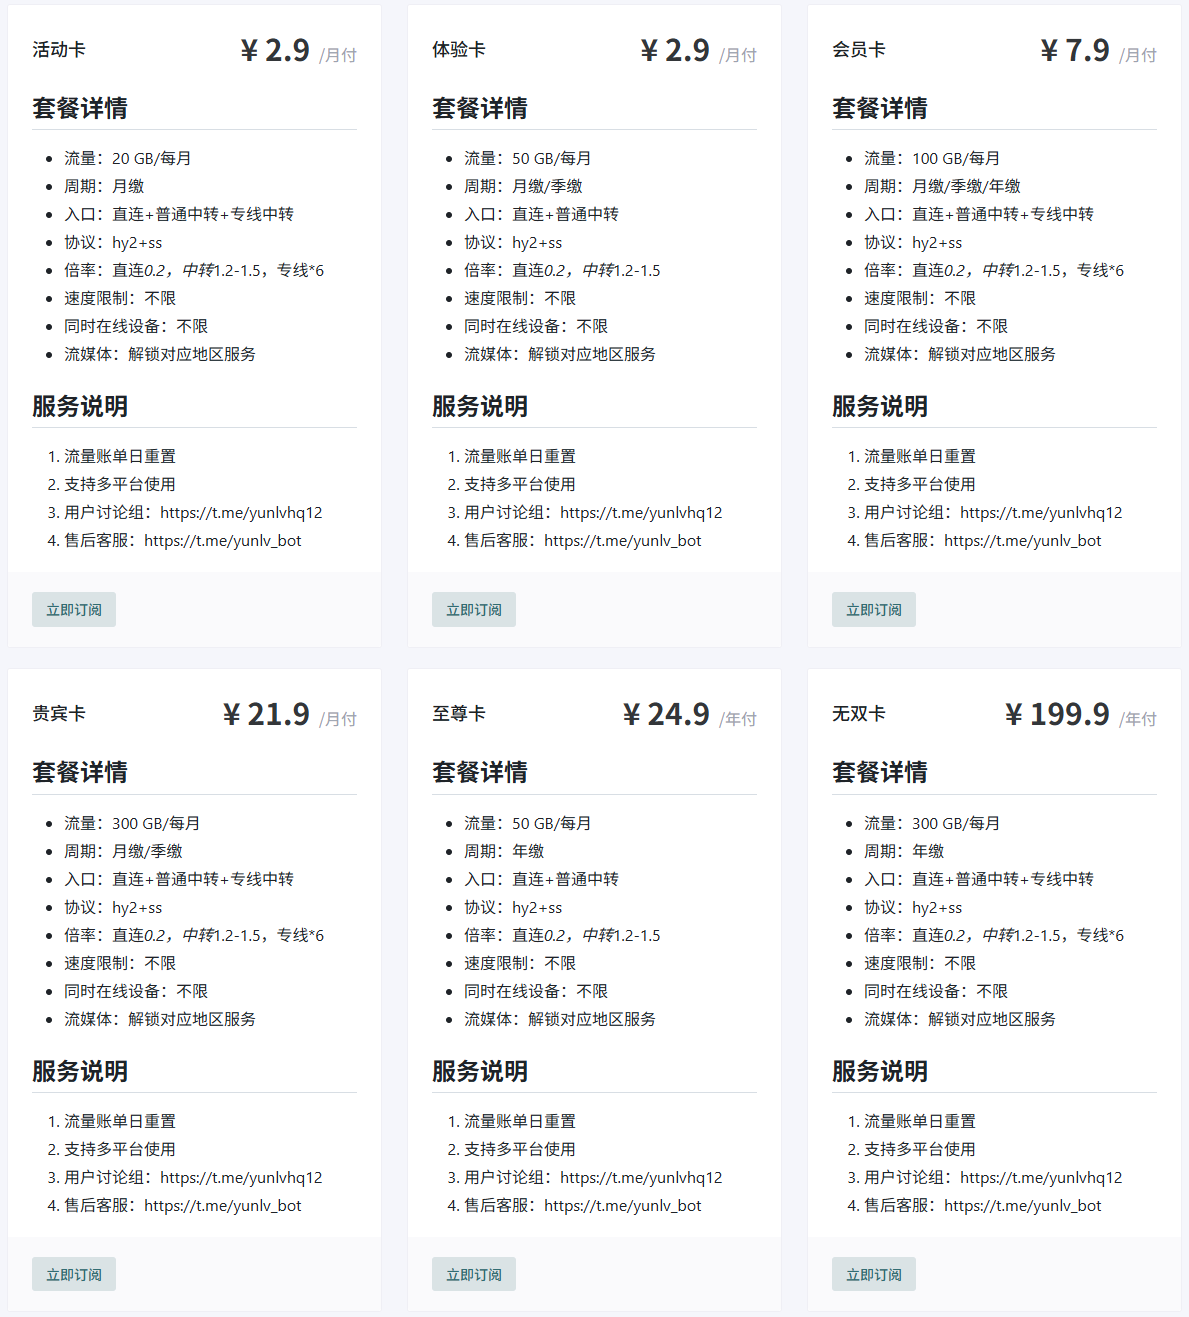 活动卡
¥ 2.9 /月付
套餐详情
• 流量：20 GB/每月
• 周期：月缴
• 入口：直连+普通中转+专线中转
• 协议：hy2+ss
• 倍率：直连0.2，中转1.2-1.5，专线*6
• 速度限制：不限
• 同时在线设备：不限
• 流媒体：解锁对应地区服务
服务说明
1. 流量账单日重置
2. 支持多平台使用
3. 用户讨论组：https://t.me/yunlvhq12
4. 售后客服：https://t.me/yunlv_bot
立即订阅
体验卡
¥ 2.9 /月付
套餐详情
• 流量：50 GB/每月
• 周期：月缴/季缴
• 入口：直连+普通中转
• 协议：hy2+ss
• 倍率：直连0.2，中转1.2-1.5
• 速度限制：不限
• 同时在线设备：不限
• 流媒体：解锁对应地区服务
服务说明
1. 流量账单日重置
2. 支持多平台使用
3. 用户讨论组：https://t.me/yunlvhq12
4. 售后客服：https://t.me/yunlv_bot
立即订阅
会员卡
¥ 7.9 /月付
套餐详情
• 流量：100 GB/每月
• 周期：月缴/季缴/年缴
• 入口：直连+普通中转+专线中转
• 协议：hy2+ss
• 倍率：直连0.2，中转1.2-1.5，专线*6
• 速度限制：不限
• 同时在线设备：不限
• 流媒体：解锁对应地区服务
服务说明
1. 流量账单日重置
2. 支持多平台使用
3. 用户讨论组：https://t.me/yunlvhq12
4. 售后客服：https://t.me/yunlv_bot
立即订阅
贵宾卡
¥ 21.9 /月付
套餐详情
• 流量：300 GB/每月
• 周期：月缴/季缴
• 入口：直连+普通中转+专线中转
• 协议：hy2+ss
• 倍率：直连0.2，中转1.2-1.5，专线*6
• 速度限制：不限
• 同时在线设备：不限
• 流媒体：解锁对应地区服务
服务说明
1. 流量账单日重置
2. 支持多平台使用
3. 用户讨论组：https://t.me/yunlvhq12
4. 售后客服：https://t.me/yunlv_bot
立即订阅
至尊卡
¥ 24.9 /年付
套餐详情
• 流量：50 GB/每月
• 周期：年缴
• 入口：直连+普通中转
• 协议：hy2+ss
• 倍率：直连0.2，中转1.2-1.5
• 速度限制：不限
• 同时在线设备：不限
• 流媒体：解锁对应地区服务
服务说明
1. 流量账单日重置
2. 支持多平台使用
3. 用户讨论组：https://t.me/yunlvhq12
4. 售后客服：https://t.me/yunlv_bot
立即订阅
无双卡
¥ 199.9 /年付
套餐详情
• 流量：300 GB/每月
• 周期：年缴
• 入口：直连+普通中转+专线中转
• 协议：hy2+ss
• 倍率：直连0.2，中转1.2-1.5，专线*6
• 速度限制：不限
• 同时在线设备：不限
• 流媒体：解锁对应地区服务
服务说明
1. 流量账单日重置
2. 支持多平台使用
3. 用户讨论组：https://t.me/yunlvhq12
4. 售后客服：https://t.me/yunlv_bot
立即订阅